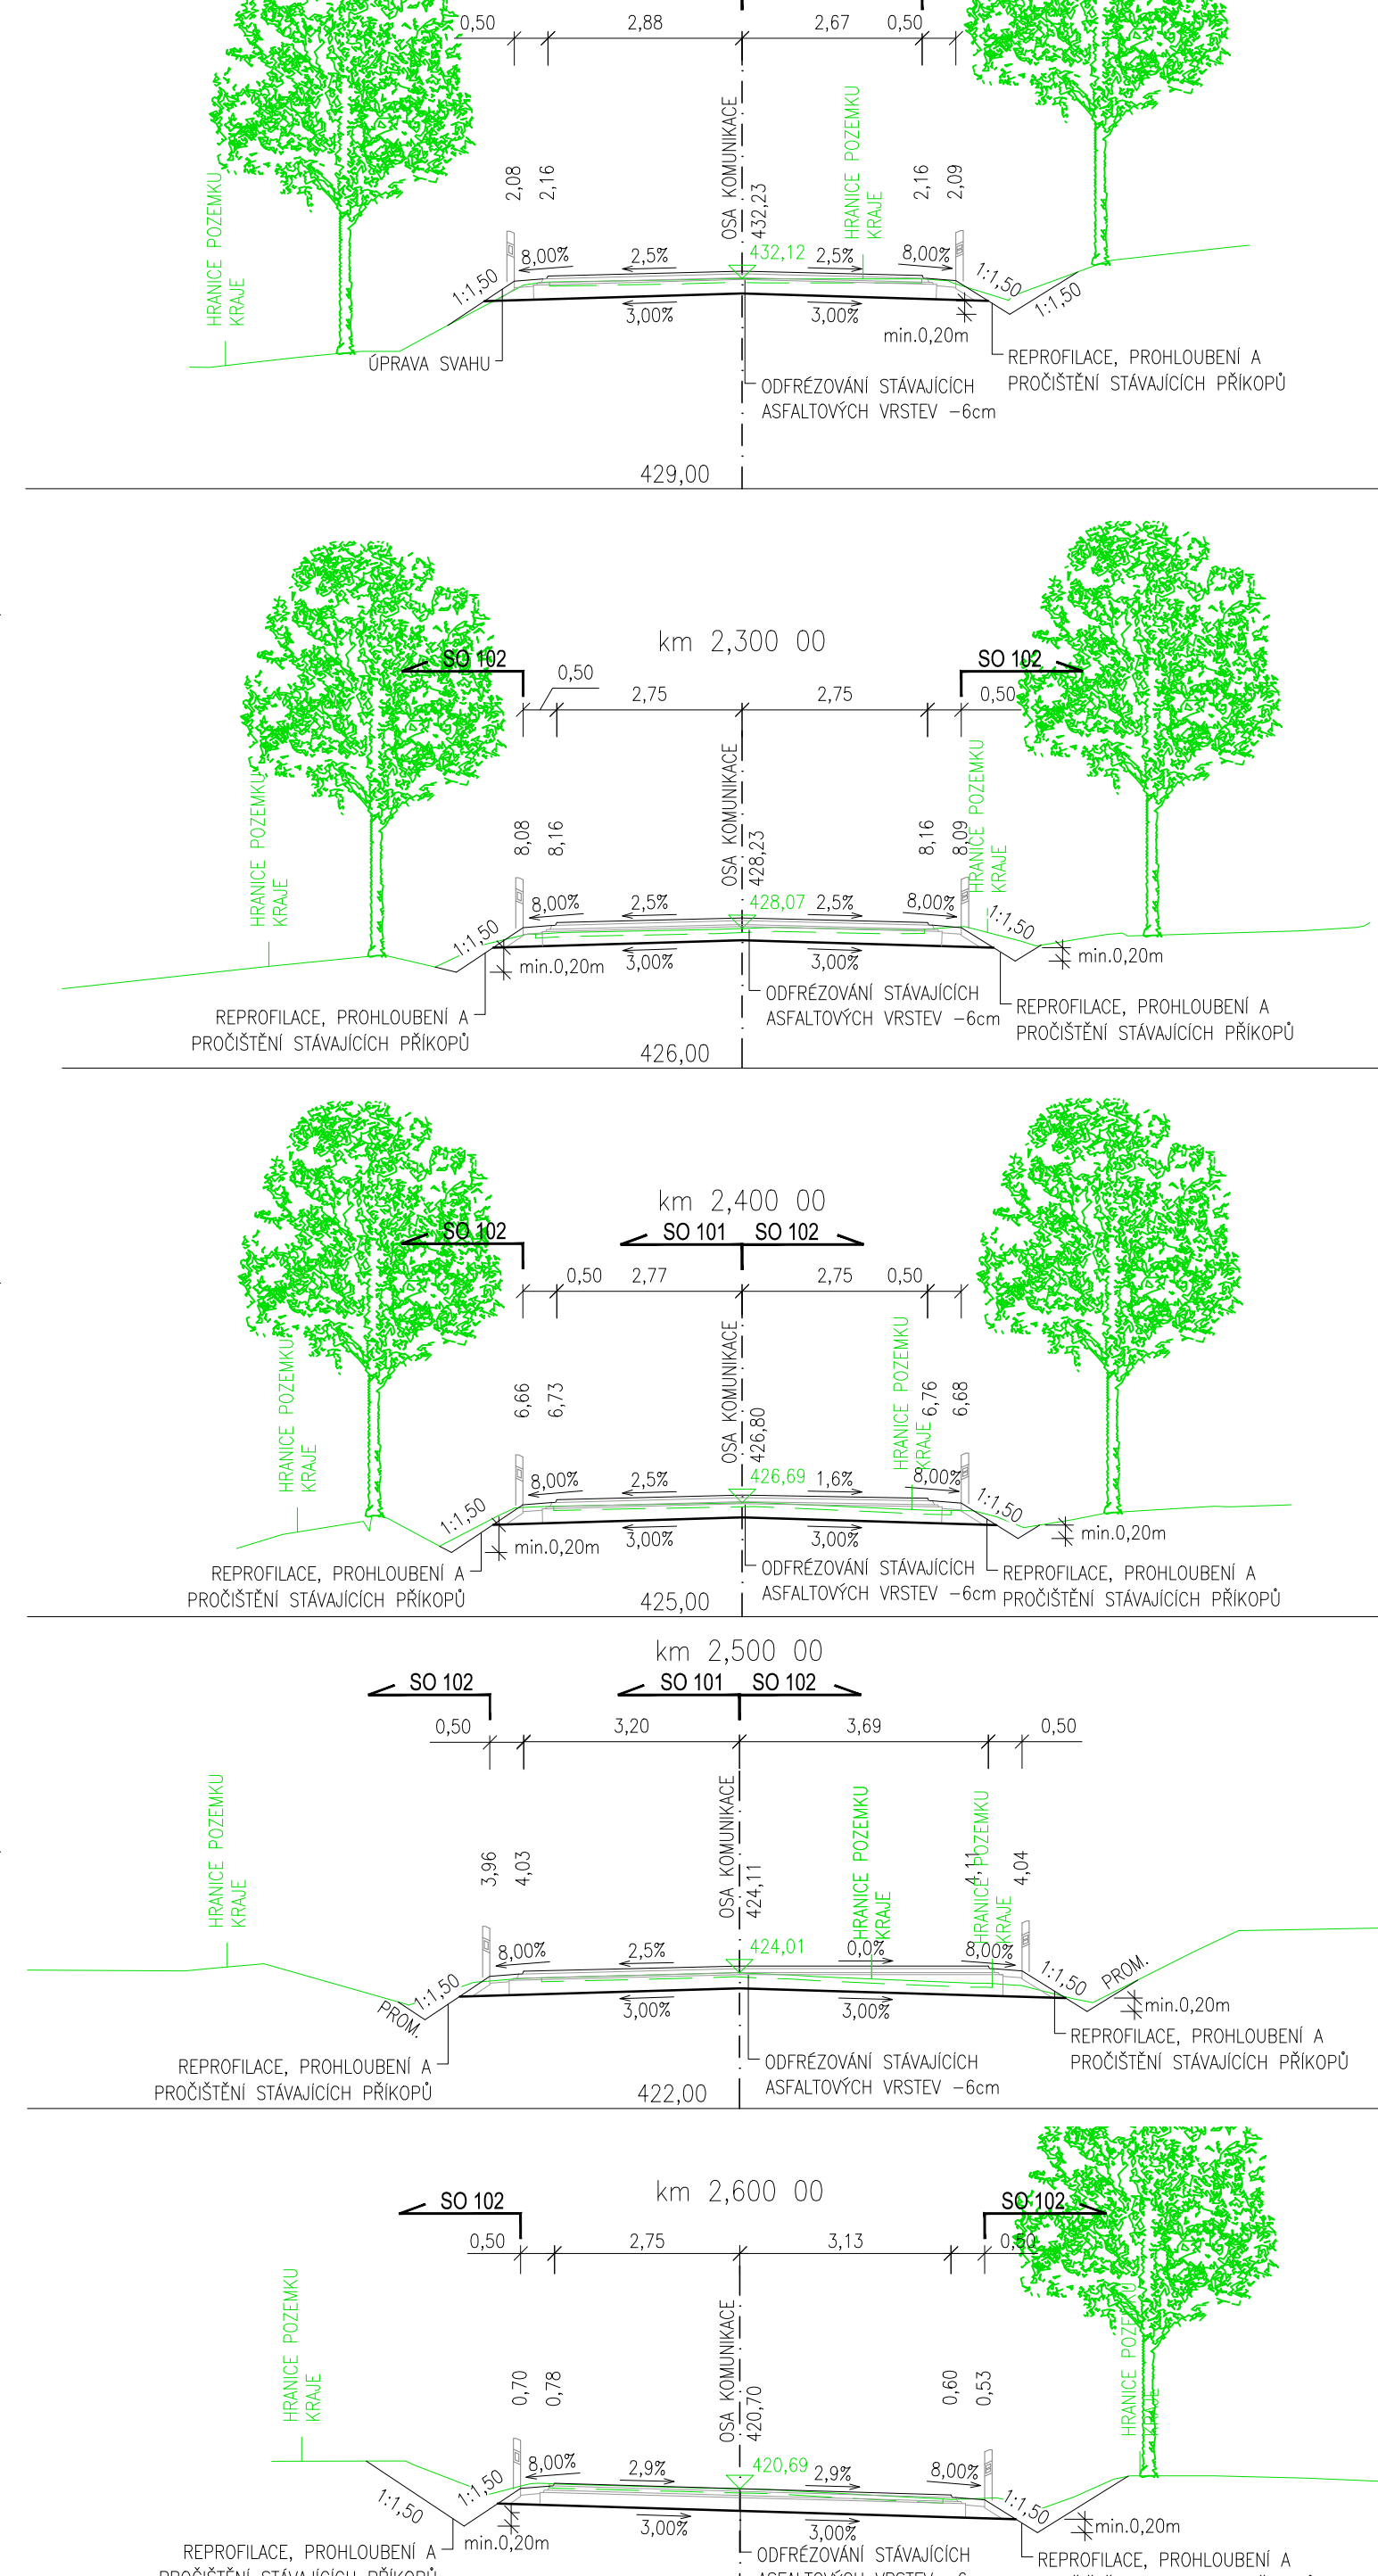 0,50 2,88 2,67 0,50
2,08 2,16 OSA KOMUNIKACE 432,23 2,16 2,09
HRANICE POZEMKU
KRAJE
HRANICE POZEMKU
KRAJE
432,12
1:1,50 8,00% 2,5% 2,5% 8,00% 1:1,50
1:1,50
3,00% 3,00%
min.0,20m
ÚPRAVA SVAHU
REPROFILACE, PROHLOUBENÍ A
PROČIŠTĚNÍ STÁVAJÍCÍCH PŘÍKOPŮ
ODFRÉZOVÁNÍ STÁVAJÍCÍCH
ASFALTOVÝCH VRSTEV -6cm
429,00
km 2,300 00
SO 102 SO 102
0,50 2,75 2,75 0,50
8,08 8,16 OSA KOMUNIKACE 428,23 8,16 8,09
HRANICE POZEMKU
KRAJE
HRANICE POZEMKU
KRAJE
428,07
1:1,50 8,00% 2,5% 2,5% 8,00% 1:1,50
min.0,20m 3,00% 3,00% min.0,20m
ODFRÉZOVÁNÍ STÁVAJÍCÍCH
ASFALTOVÝCH VRSTEV -6cm
REPROFILACE, PROHLOUBENÍ A
PROČIŠTĚNÍ STÁVAJÍCÍCH PŘÍKOPŮ
REPROFILACE, PROHLOUBENÍ A
PROČIŠTĚNÍ STÁVAJÍCÍCH PŘÍKOPŮ
426,00
km 2,400 00
SO 102 SO 101 SO 102
0,50 2,77 2,75 0,50
6,66 6,73 OSA KOMUNIKACE 426,80 6,76 6,68
HRANICE POZEMKU
KRAJE
HRANICE POZEMKU
KRAJE
426,69
1:1,50 8,00% 2,5% 1,6% 8,00% 1:1,50
min.0,20m 3,00% 3,00% min.0,20m
REPROFILACE, PROHLOUBENÍ A
PROČIŠTĚNÍ STÁVAJÍCÍCH PŘÍKOPŮ
ODFRÉZOVÁNÍ STÁVAJÍCÍCH
ASFALTOVÝCH VRSTEV -6cm
REPROFILACE, PROHLOUBENÍ A
PROČIŠTĚNÍ STÁVAJÍCÍCH PŘÍKOPŮ
425,00
km 2,500 00
SO 102 SO 101 SO 102
0,50 3,20 3,69 0,50
3,96 4,03 OSA KOMUNIKACE 424,11 4,11 4,04
HRANICE POZEMKU
KRAJE
HRANICE POZEMKU
KRAJE
HRANICE POZEMKU
KRAJE
424,01
PROM. 1:1,50 8,00% 2,5% 0,0% 8,00% 1:1,50 PROM.
3,00% 3,00% min.0,20m
REPROFILACE, PROHLOUBENÍ A
PROČIŠTĚNÍ STÁVAJÍCÍCH PŘÍKOPŮ
ODFRÉZOVÁNÍ STÁVAJÍCÍCH
ASFALTOVÝCH VRSTEV -6cm
REPROFILACE, PROHLOUBENÍ A
PROČIŠTĚNÍ STÁVAJÍCÍCH PŘÍKOPŮ
422,00
km 2,600 00
SO 102 SO 102
0,50 2,75 3,13 0,50
0,70 0,78 OSA KOMUNIKACE 420,70 0,60 0,53
HRANICE POZEMKU
KRAJE
HRANICE POZEMKU
KRAJE
420,69
1:1,50 1:1,50 8,00% 2,9% 2,9% 8,00% 1:1,50
min.0,20m 3,00% 3,00% min.0,20m
REPROFILACE, PROHLOUBENÍ A
PROČIŠTĚNÍ STÁVAJÍCÍCH PŘÍKOPŮ
ODFRÉZOVÁNÍ STÁVAJÍCÍCH
REPROFILACE, PROHLOUBENÍ A